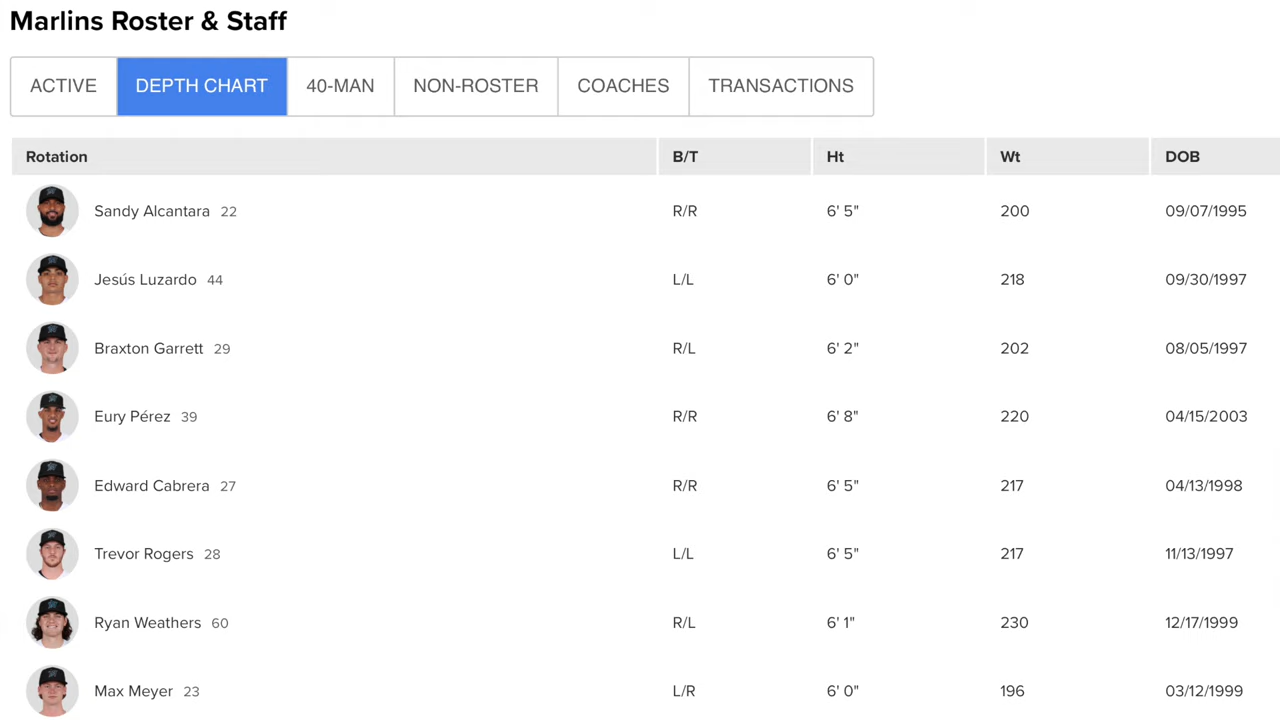 Marlins Roster & Staff
ACTIVE DEPTH CHART 40-MAN NON-ROSTER COACHES TRANSACTIONS
Rotation B/T Ht Wt DOB
Sandy Alcantara 22 R/R 6' 5" 200 09/07/1995
Jesús Luzardo 44 L/L 6' 0" 218 09/30/1997
Braxton Garrett 29 R/L 6' 2" 202 08/05/1997
Eury Pérez 39 R/R 6' 8" 220 04/15/2003
Edward Cabrera 27 R/R 6' 5" 217 04/13/1998
Trevor Rogers 28 L/L 6' 5" 217 11/13/1997
Ryan Weathers 60 R/L 6' 1" 230 12/17/1999
Max Meyer 23 L/R 6' 0" 196 03/12/1999